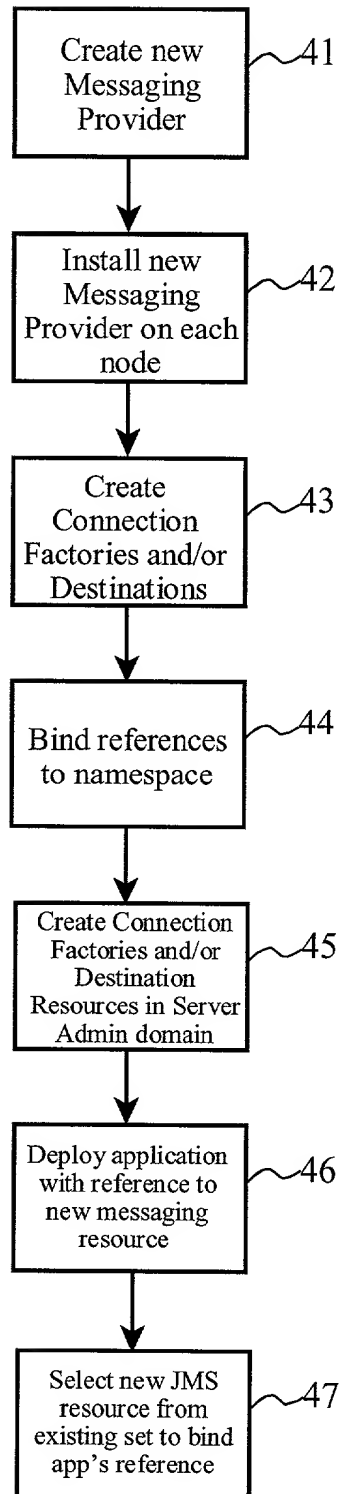 Create new
Messaging
Provider
41
Install new
Messaging
Provider on each
node
42
Create
Connection
Factories and/or
Destinations
43
Bind references
to namespace
44
Create Connection
Factories and/or
Destination
Resources in Server
Admin domain
45
Deploy application
with reference to
new messaging
resource
46
Select new JMS
resource from
existing set to bind
app's reference
47